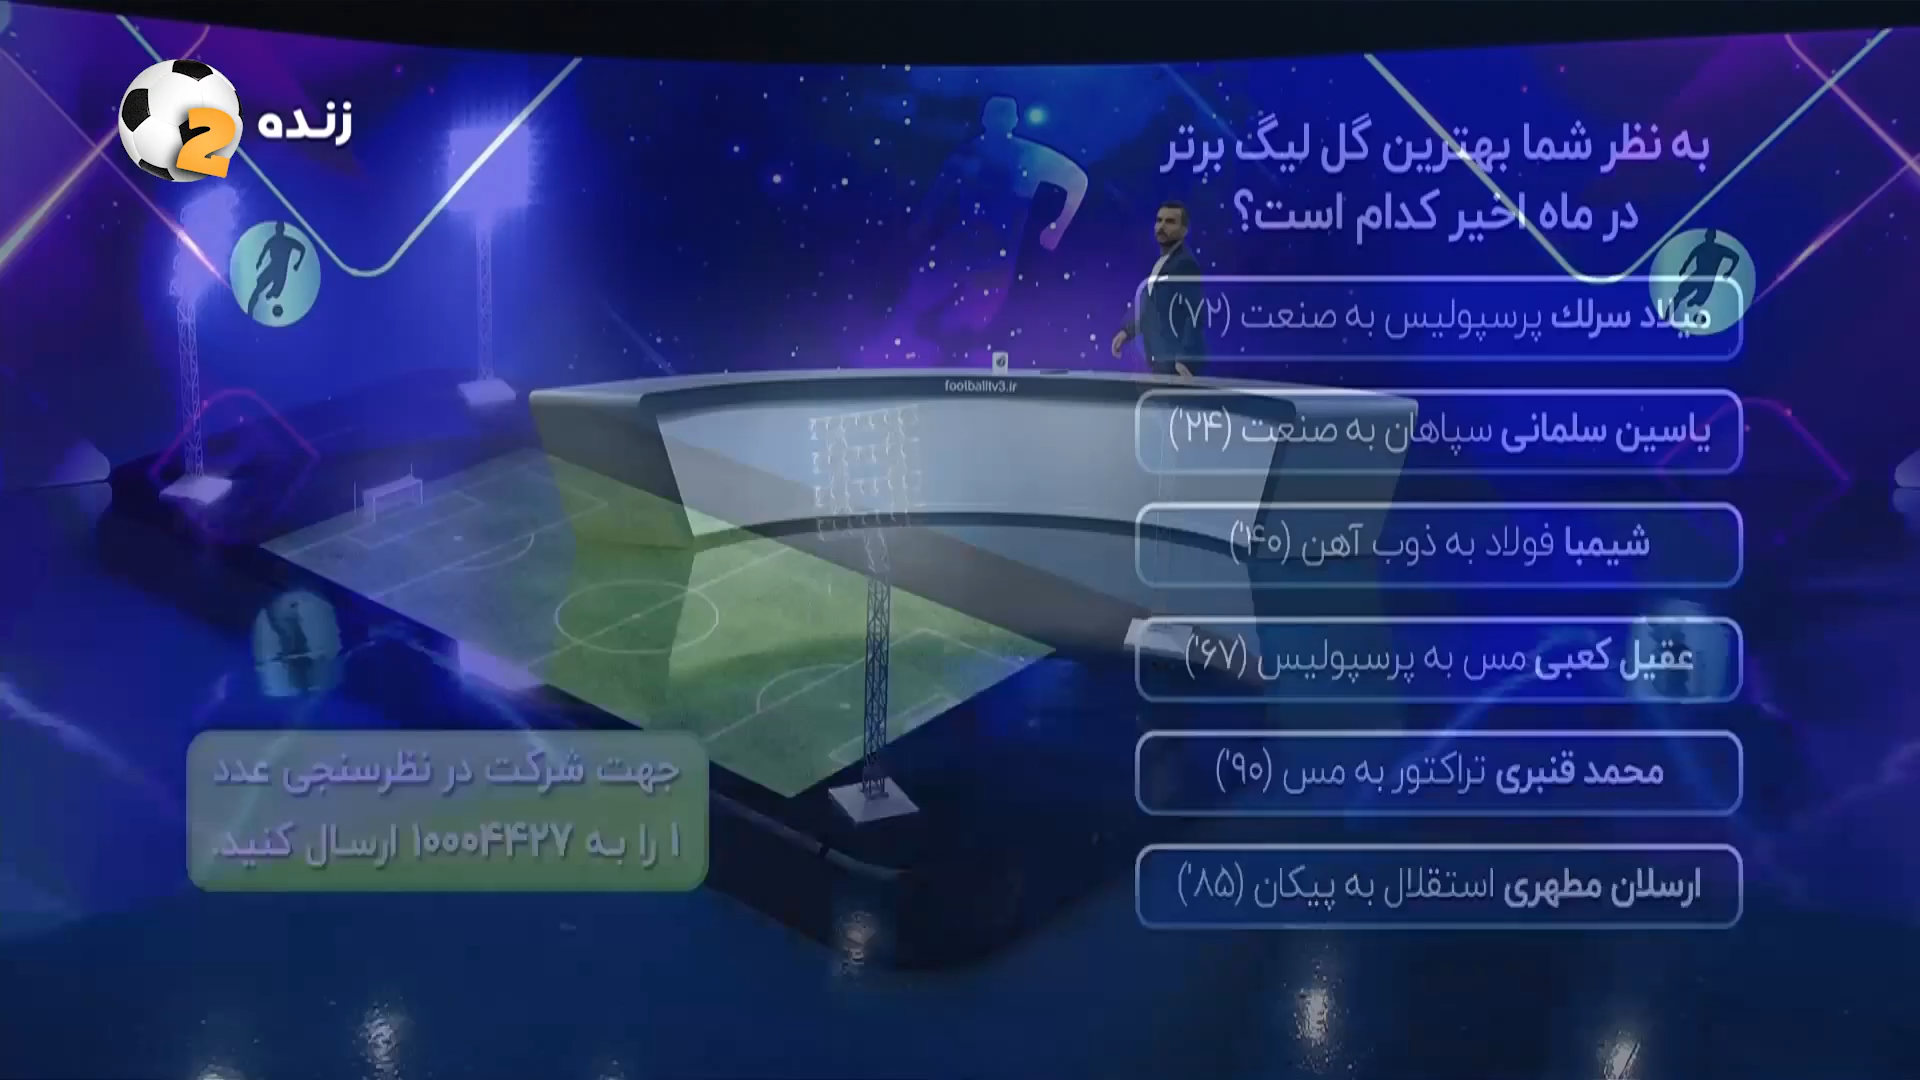 زنده
2
به نظر شما بهترین گل لیگ برتر
در ماه اخیر کدام است؟
میلاد سرلك پرسپولیس به صنعت (۷۲')
یاسین سلمانی سپاهان به صنعت (۲۴')
شیمبا فولاد به ذوب آهن (۴۰')
عقیل کعبی مس به پرسپولیس (۶۷')
محمد قنبری تراکتور به مس (۹۰')
ارسلان مطهری استقلال به پیکان (۸۵')
footballtv3.ir
جهت شرکت در نظرسنجی عدد
۱ را به ۱۰۰۰۴۴۲۷ ارسال کنید.